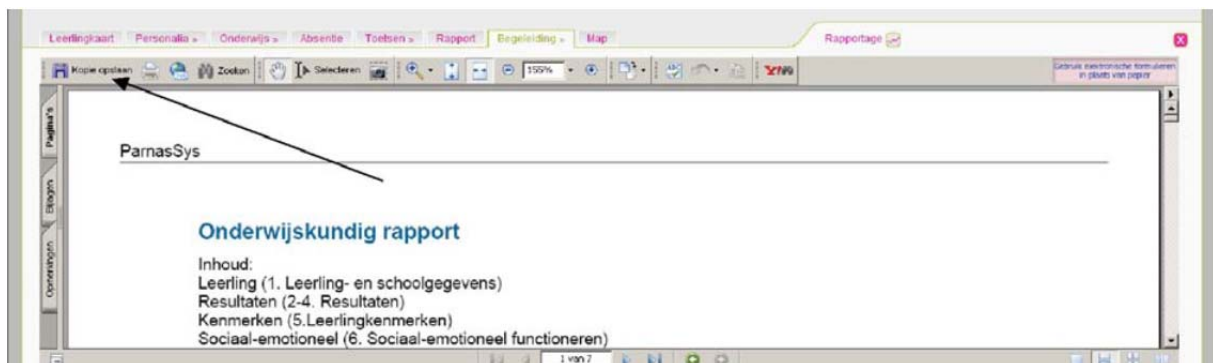 Leerlingkaart Personalia » Onderwijs » Absentie Toetsen » Rapport Begeleiding » Map Rapportage
Kopie opslaan Zoeken Selecteren 155% Gebruik elektronische formulieren
in plaats van papier
Pagina's
Bijlagen
Opmerkingen
ParnasSys
Onderwijskundig rapport
Inhoud:
Leerling (1. Leerling- en schoolgegevens)
Resultaten (2-4. Resultaten)
Kenmerken (5.Leerlingkenmerken)
Sociaal-emotioneel (6. Sociaal-emotioneel functioneren)
1 van 7